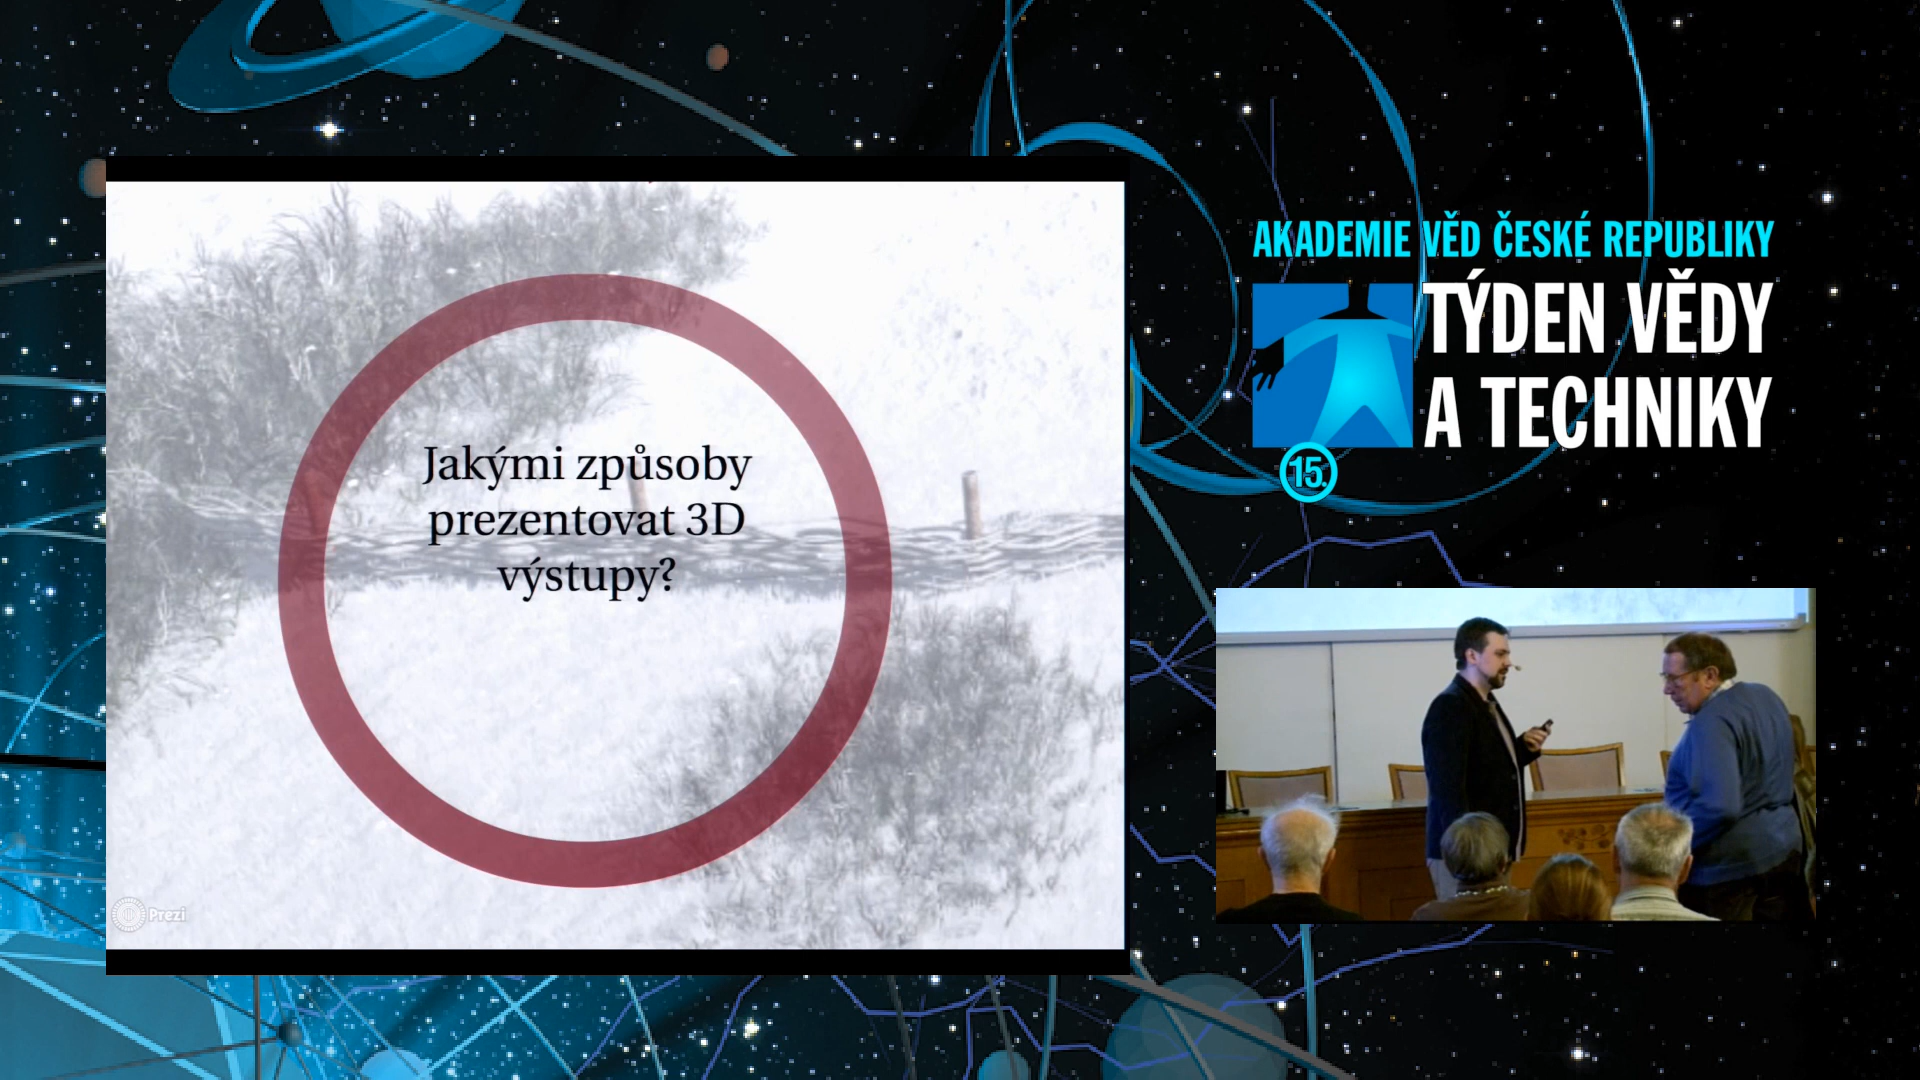 Jakými způsoby
prezentovat 3D
výstupy?
Prezi
AKADEMIE VĚD ČESKÉ REPUBLIKY
TÝDEN VĚDY
A TECHNIKY
15.